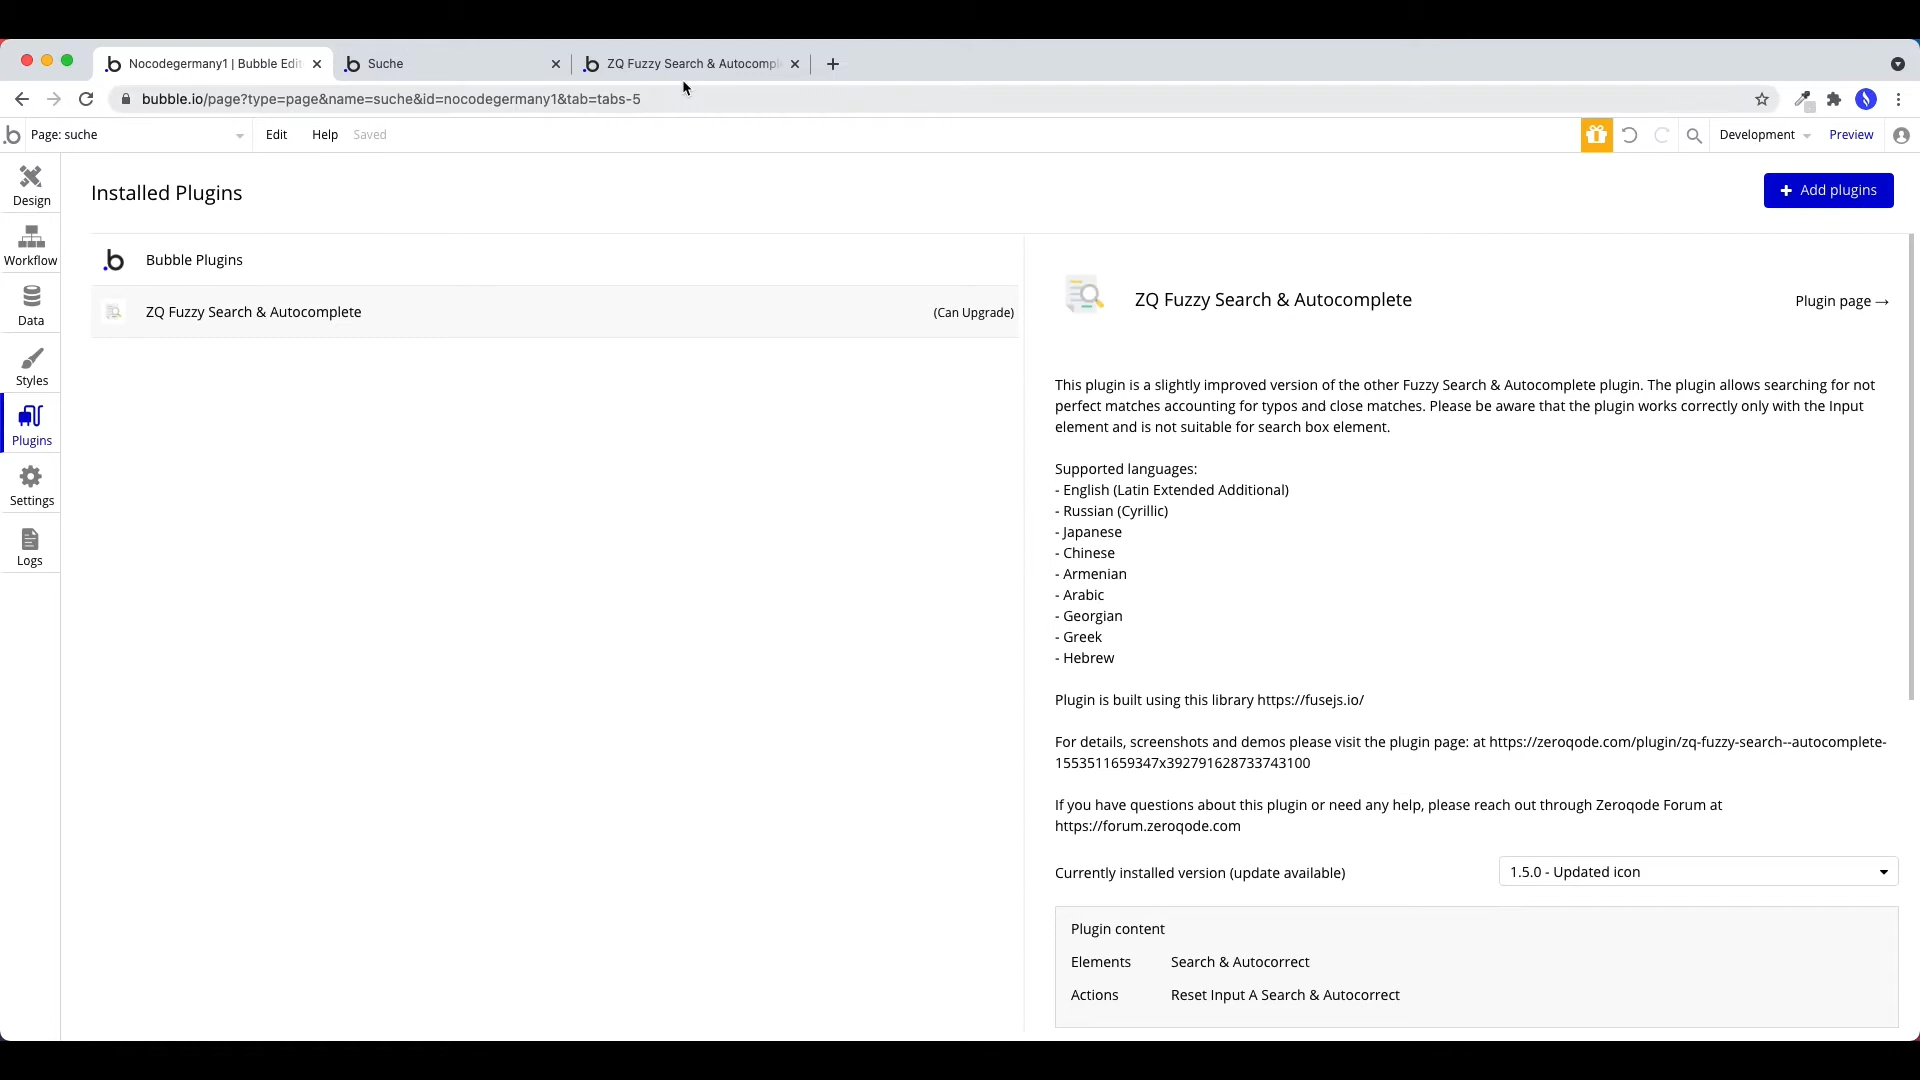 Nocodegermany1 | Bubble Edit
Suche
ZQ Fuzzy Search & Autocompl
bubble.io/page?type=page&name=suche&id=nocodegermany1&tab=tabs-5
Page: suche
Edit
Help
Saved
Development
Preview
Design
Workflow
Data
Styles
Plugins
Settings
Logs
Installed Plugins
+ Add plugins
Bubble Plugins
ZQ Fuzzy Search & Autocomplete
(Can Upgrade)
ZQ Fuzzy Search & Autocomplete
Plugin page →
This plugin is a slightly improved version of the other Fuzzy Search & Autocomplete plugin. The plugin allows searching for not
perfect matches accounting for typos and close matches. Please be aware that the plugin works correctly only with the Input
element and is not suitable for search box element.
Supported languages:
- English (Latin Extended Additional)
- Russian (Cyrillic)
- Japanese
- Chinese
- Armenian
- Arabic
- Georgian
- Greek
- Hebrew
Plugin is built using this library https://fusejs.io/
For details, screenshots and demos please visit the plugin page: at https://zeroqode.com/plugin/zq-fuzzy-search--autocomplete-
1553511659347x392791628733743100
If you have questions about this plugin or need any help, please reach out through Zeroqode Forum at
https://forum.zeroqode.com
Currently installed version (update available)
1.5.0 - Updated icon
Plugin content
Elements Search & Autocorrect
Actions Reset Input A Search & Autocorrect